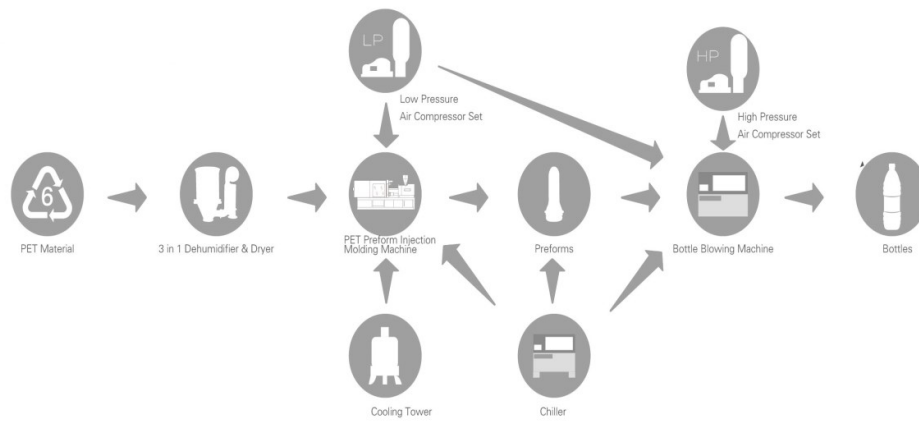 LP
HP
Low Pressure
Air Compressor Set
High Pressure
Air Compressor Set
6
PET Material
3 in 1 Dehumidifier & Dryer
PET Preform Injection
Molding Machine
Preforms
Bottle Blowing Machine
Bottles
Cooling Tower
Chiller